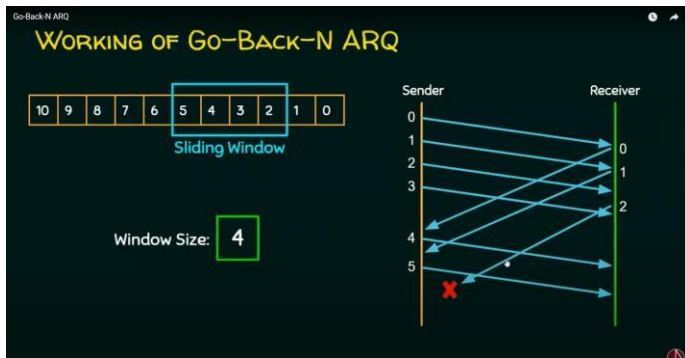 Go-Back-N ARQ
WORKING OF GO-BACK-N ARQ
10 9 8 7 6 5 4 3 2 1 0
Sliding Window
Window Size: 4
Sender Receiver
0
0
1
1
2
3
2
4
5